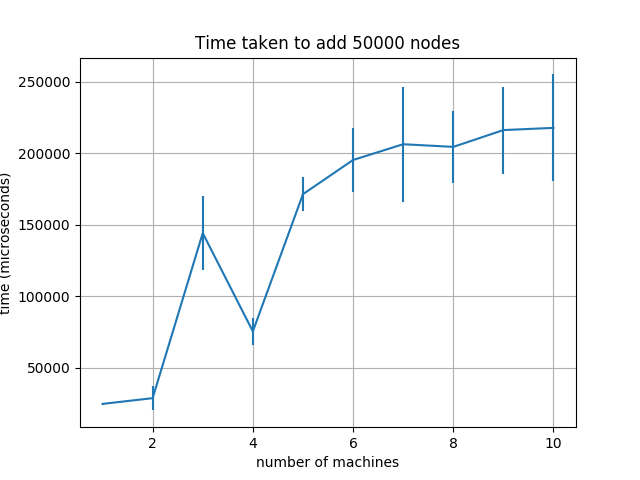 Time taken to add 50000 nodes
250000
200000
150000
100000
50000
time (microseconds)
2 4 6 8 10
number of machines